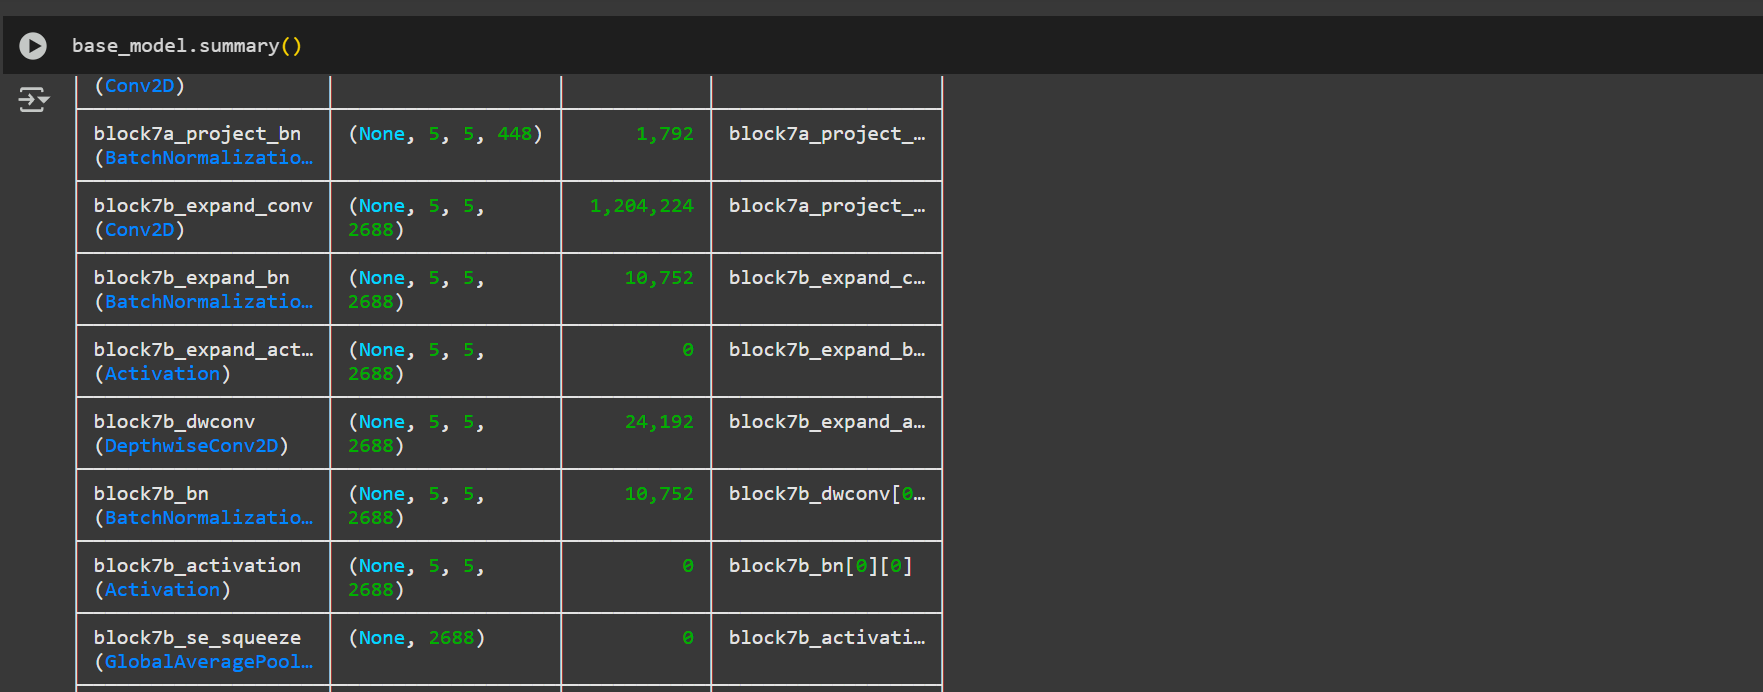 base_model.summary()
(Conv2D)
block7a_project_bn (None, 5, 5, 448) 1,792 block7a_project_…
(BatchNormalizatio…
block7b_expand_conv (None, 5, 5, 1,204,224 block7a_project_…
(Conv2D) 2688)
block7b_expand_bn (None, 5, 5, 10,752 block7b_expand_c…
(BatchNormalizatio… 2688)
block7b_expand_act… (None, 5, 5, 0 block7b_expand_b…
(Activation) 2688)
block7b_dwconv (None, 5, 5, 24,192 block7b_expand_a…
(DepthwiseConv2D) 2688)
block7b_bn (None, 5, 5, 10,752 block7b_dwconv[0…
(BatchNormalizatio… 2688)
block7b_activation (None, 5, 5, 0 block7b_bn[0][0]
(Activation) 2688)
block7b_se_squeeze (None, 2688) 0 block7b_activati…
(GlobalAveragePool…